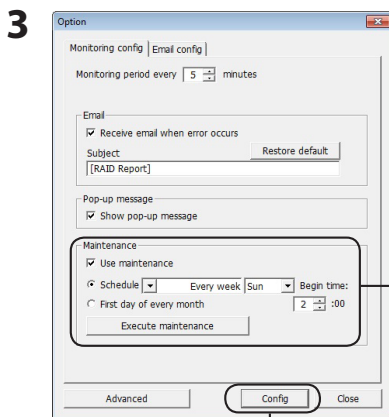 3
Option
Monitoring config Email config
Monitoring period every 5 minutes
Email
Receive email when error occurs
Subject Restore default
[RAID Report]
Pop-up message
Show pop-up message
Maintenance
Use maintenance
Schedule Every week Sun Begin time:
First day of every month 2 :00
Execute maintenance
Advanced Config Close